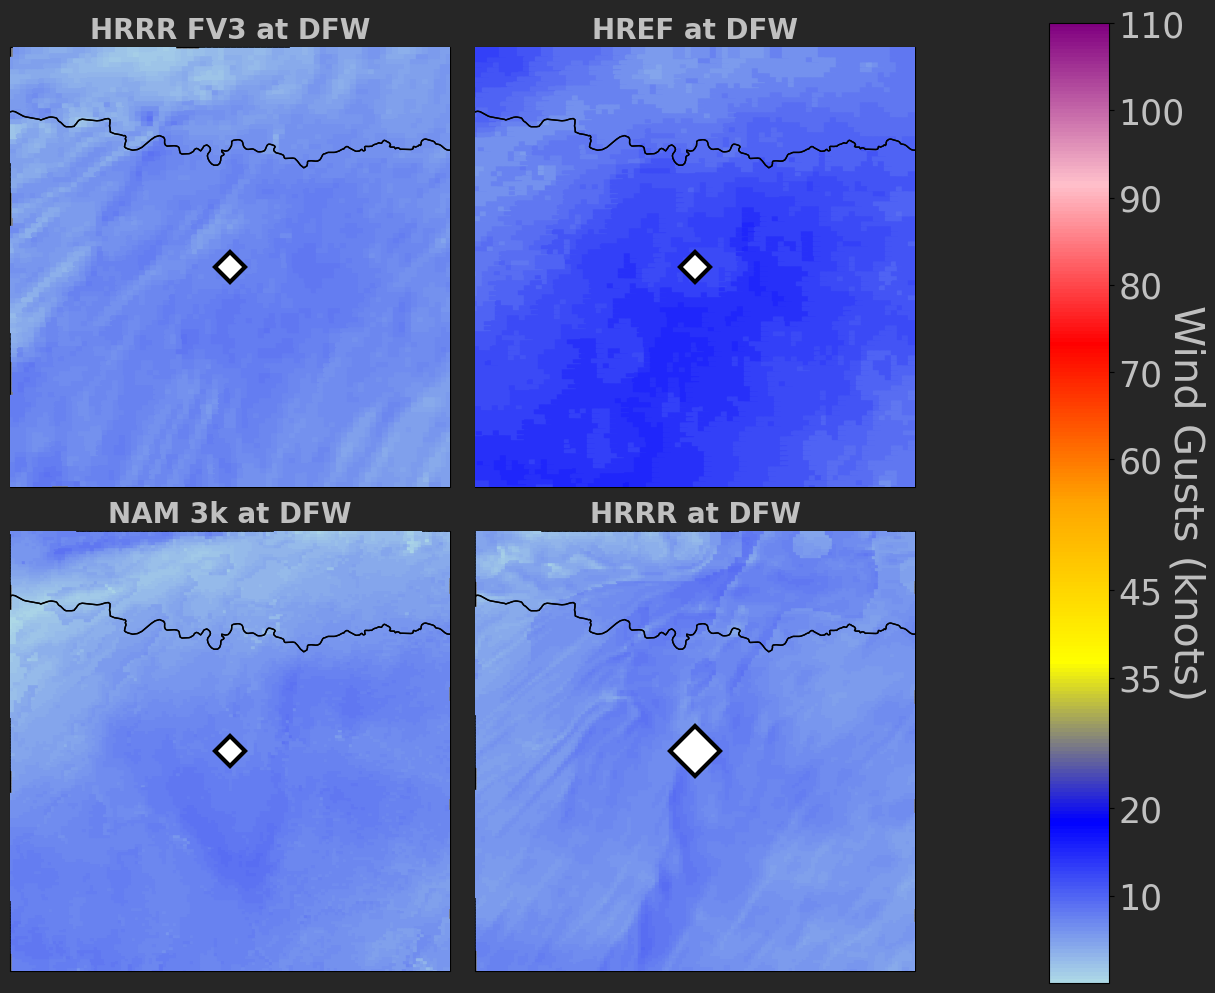 HRRR FV3 at DFW
HREF at DFW
NAM 3k at DFW
HRRR at DFW
110
100
90
80
70
60
45
35
20
10
Wind Gusts (knots)